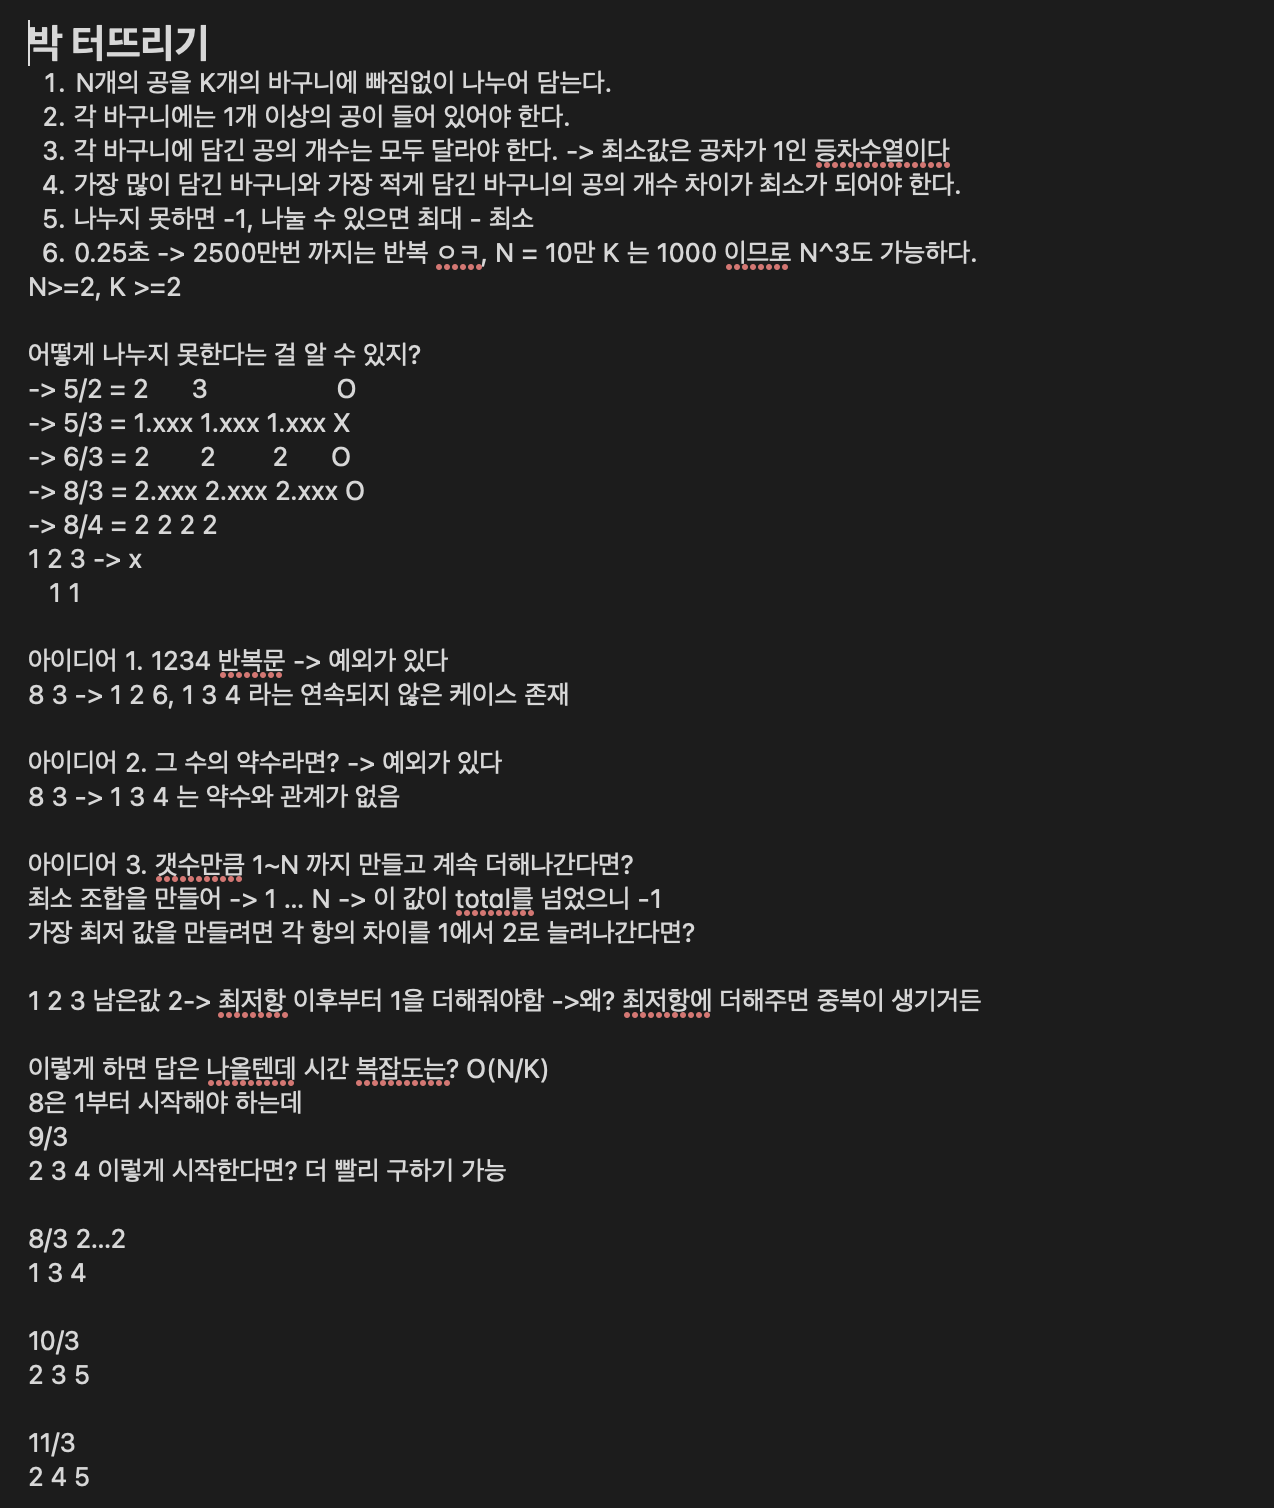 박 터뜨리기
1. N개의 공을 K개의 바구니에 빠짐없이 나누어 담는다.
2. 각 바구니에는 1개 이상의 공이 들어 있어야 한다.
3. 각 바구니에 담긴 공의 개수는 모두 달라야 한다. -> 최소값은 공차가 1인 등차수열이다
4. 가장 많이 담긴 바구니와 가장 적게 담긴 바구니의 공의 개수 차이가 최소가 되어야 한다.
5. 나누지 못하면 -1, 나눌 수 있으면 최대 - 최소
6. 0.25초 -> 2500만번 까지는 반복 ㅇㅋ, N = 10만 K 는 1000 이므로 N^3도 가능하다.
N>=2, K >=2
어떻게 나누지 못한다는 걸 알 수 있지?
-> 5/2 = 2 3 O
-> 5/3 = 1.xxx 1.xxx 1.xxx X
-> 6/3 = 2 2 2 O
-> 8/3 = 2.xxx 2.xxx 2.xxx O
-> 8/4 = 2 2 2 2
1 2 3 -> x
1 1
아이디어 1. 1234 반복문 -> 예외가 있다
8 3 -> 1 2 6, 1 3 4 라는 연속되지 않은 케이스 존재
아이디어 2. 그 수의 약수라면? -> 예외가 있다
8 3 -> 1 3 4 는 약수와 관계가 없음
아이디어 3. 갯수만큼 1~N 까지 만들고 계속 더해나간다면?
최소 조합을 만들어 -> 1 ... N -> 이 값이 total를 넘었으니 -1
가장 최저 값을 만들려면 각 항의 차이를 1에서 2로 늘려나간다면?
1 2 3 남은값 2-> 최저항 이후부터 1을 더해줘야함 ->왜? 최저항에 더해주면 중복이 생기거든
이렇게 하면 답은 나올텐데 시간 복잡도는? O(N/K)
8은 1부터 시작해야 하는데
9/3
2 3 4 이렇게 시작한다면? 더 빨리 구하기 가능
8/3 2...2
1 3 4
10/3
2 3 5
11/3
2 4 5